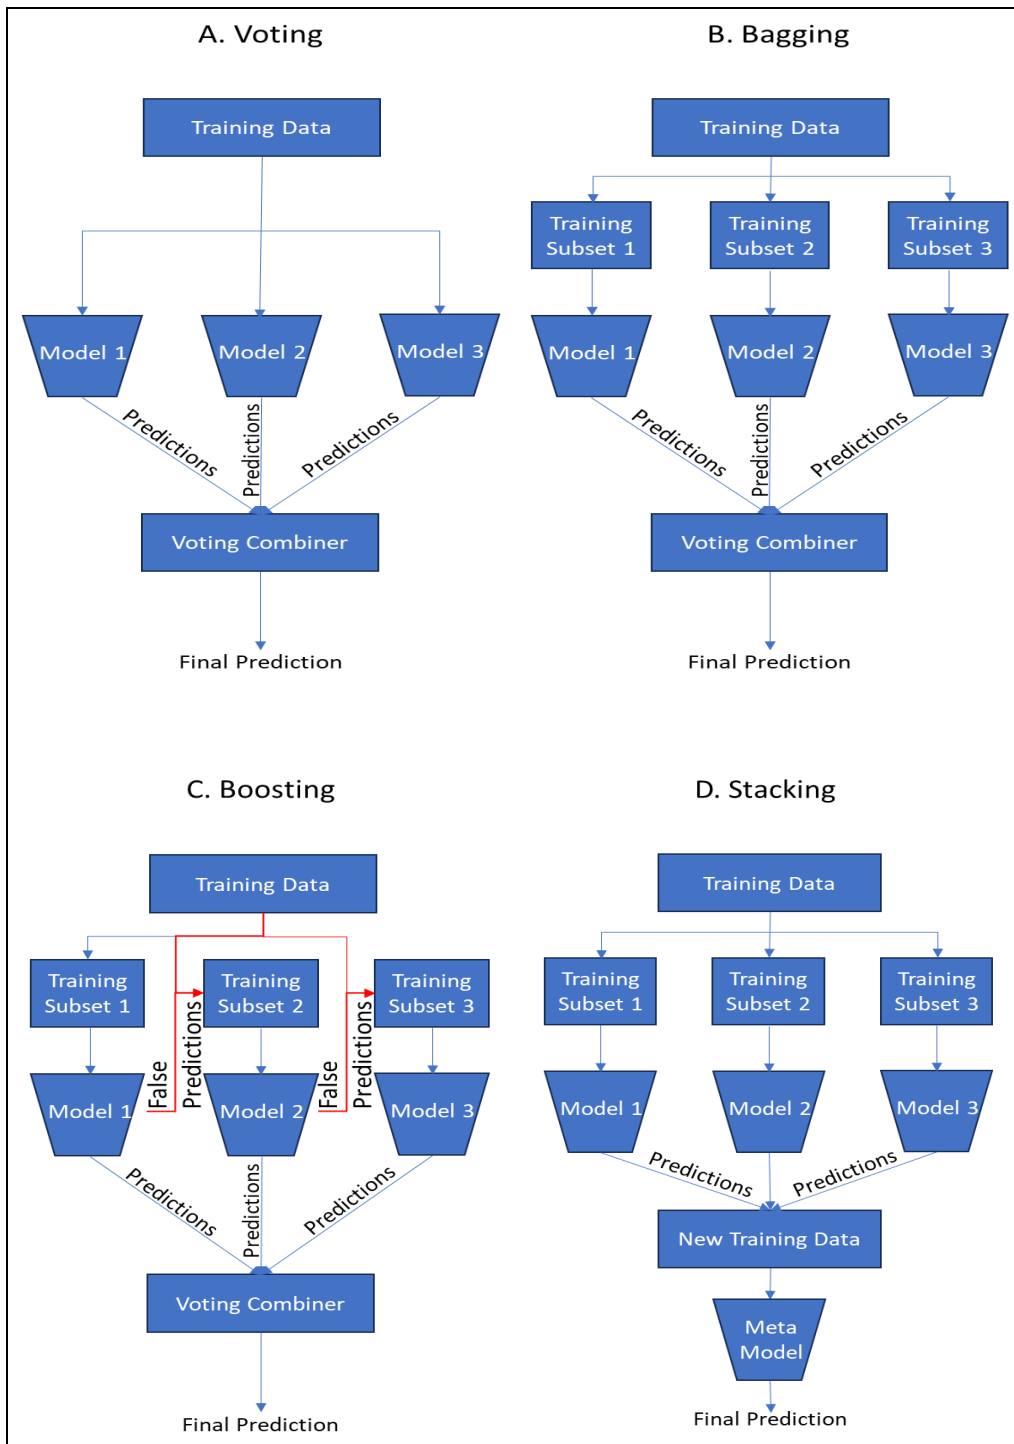 A. Voting
Training Data
Model 1
Model 2
Model 3
Predictions
Predictions
Predictions
Voting Combiner
Final Prediction
B. Bagging
Training Data
Training
Subset 1
Training
Subset 2
Training
Subset 3
Model 1
Model 2
Model 3
Predictions
Predictions
Predictions
Voting Combiner
Final Prediction
C. Boosting
Training Data
Training
Subset 1
Training
Subset 2
Training
Subset 3
False
Predictions
False
Predictions
Model 1
Model 2
Model 3
Predictions
Predictions
Predictions
Voting Combiner
Final Prediction
D. Stacking
Training Data
Training
Subset 1
Training
Subset 2
Training
Subset 3
Model 1
Model 2
Model 3
Predictions
Predictions
New Training Data
Meta
Model
Final Prediction